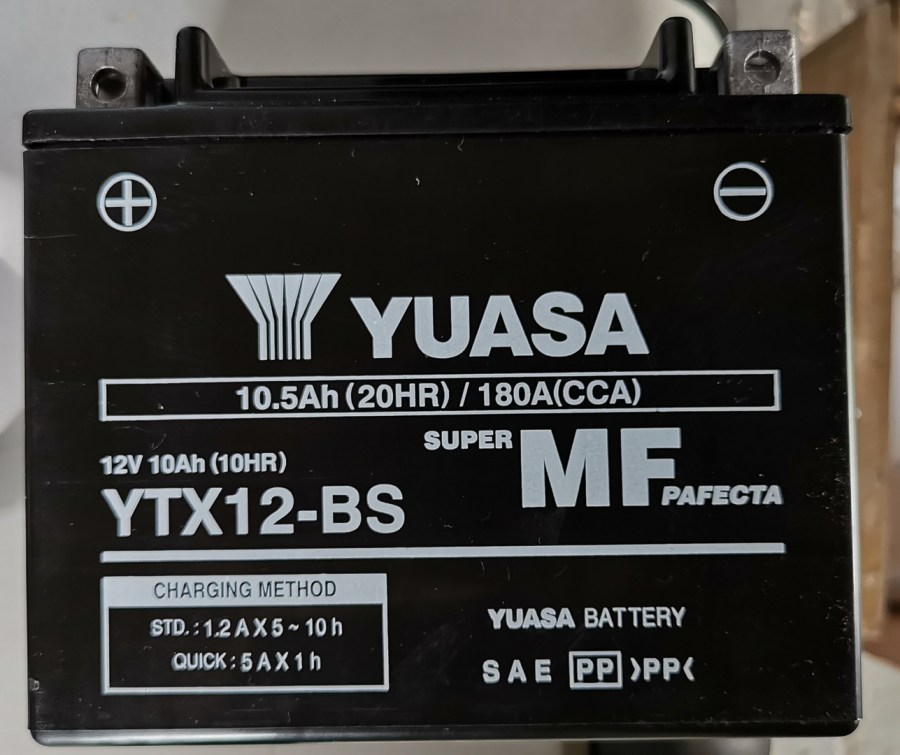 YUASA
10.5Ah (20HR) / 180A(CCA)
SUPER MF PAFECTA
12V 10Ah (10HR)
YTX12-BS
CHARGING METHOD
STD. : 1.2 A X 5 ~ 10 h
QUICK : 5 A X 1 h
YUASA BATTERY
S A E PP >PP<